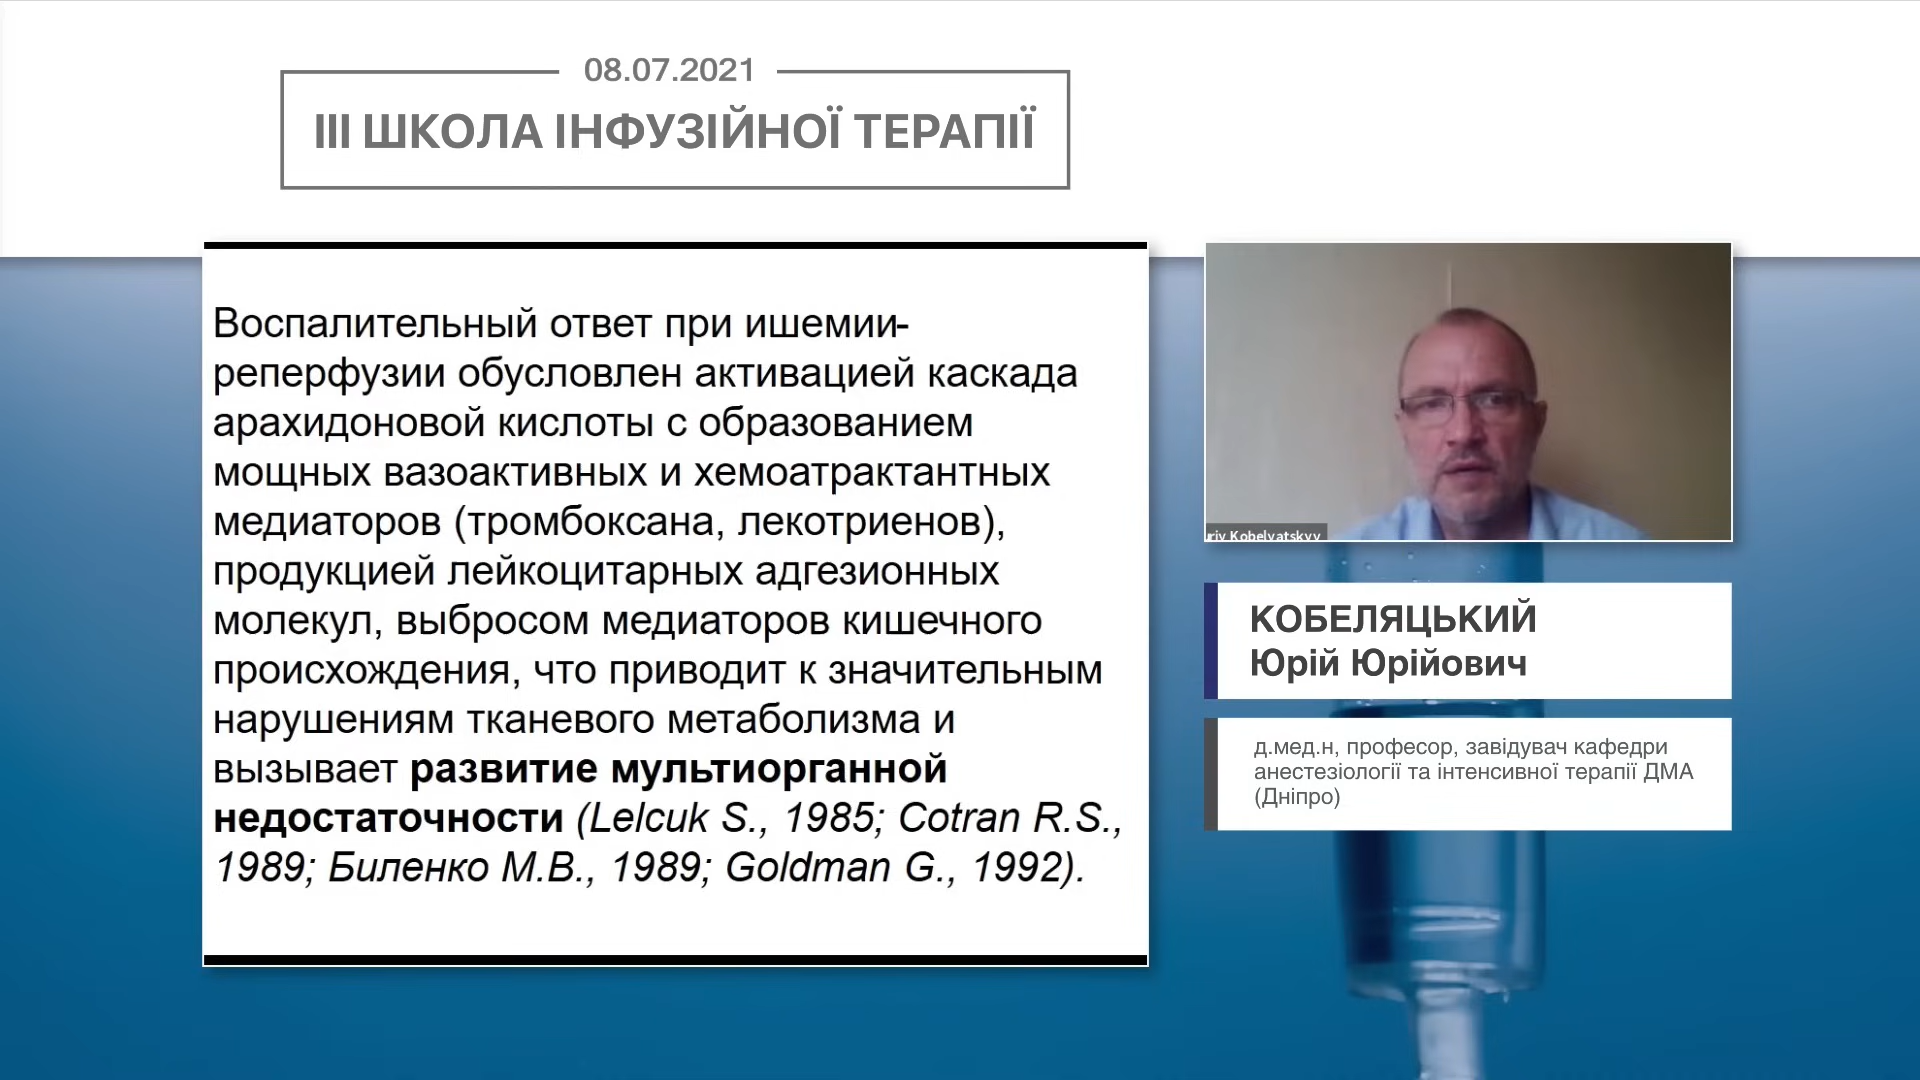 08.07.2021
III ШКОЛА ІНФУЗІЙНОЇ ТЕРАПІЇ
Воспалительный ответ при ишемии-
реперфузии обусловлен активацией каскада
арахидоновой кислоты с образованием
мощных вазоактивных и хемоатрактантных
медиаторов (тромбоксана, лекотриенов),
продукцией лейкоцитарных адгезионных
молекул, выбросом медиаторов кишечного
происхождения, что приводит к значительным
нарушениям тканевого метаболизма и
вызывает развитие мультиорганной
недостаточности (Lelcuk S., 1985; Cotran R.S.,
1989; Биленко М.В., 1989; Goldman G., 1992).
riy Kobelyatskyy
КОБЕЛЯЦЬКИЙ
Юрій Юрійович
д.мед.н, професор, завідувач кафедри
анестезіології та інтенсивної терапії ДМА
(Дніпро)